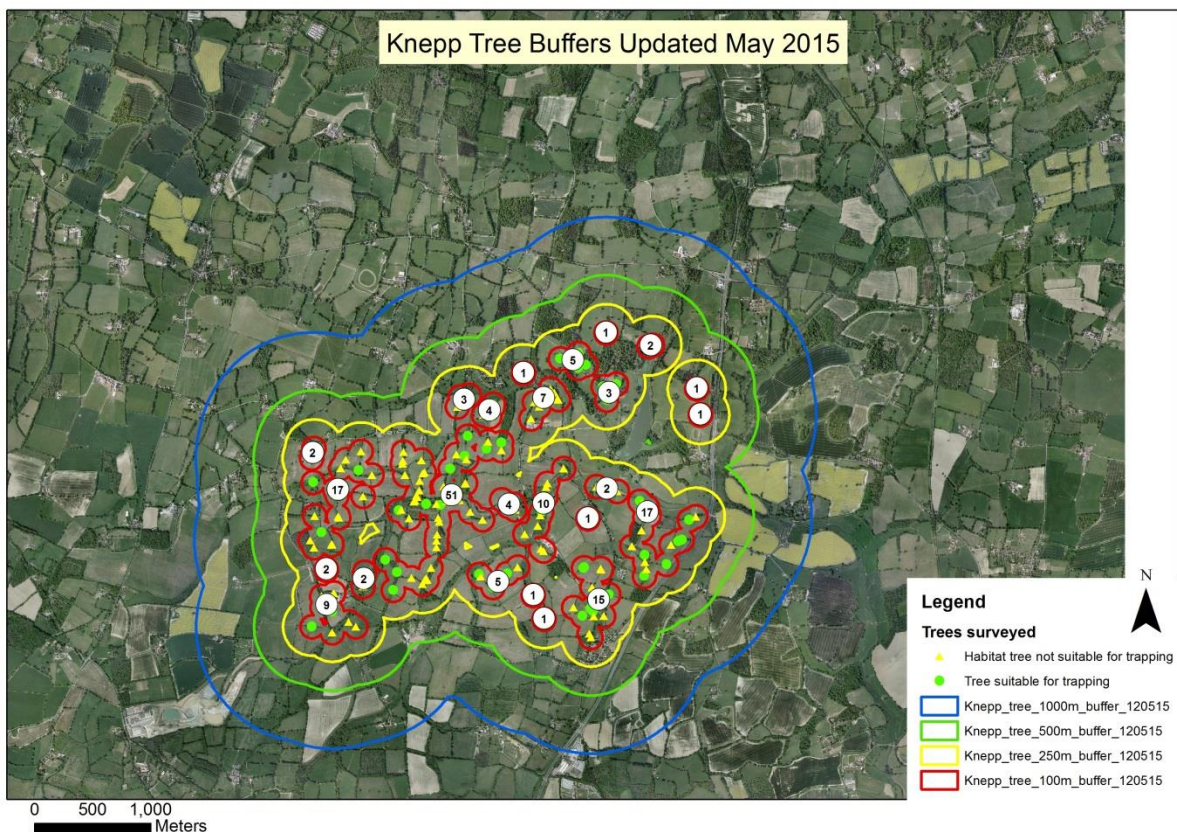 Knepp Tree Buffers Updated May 2015
1
2
5
1
3
1
3
7
4
1
2
17
51
4
10
2
17
1
2
2
5
9
1
15
1
N
Legend
Trees surveyed
Habitat tree not suitable for trapping
Tree suitable for trapping
Knepp_tree_1000m_buffer_120515
Knepp_tree_500m_buffer_120515
Knepp_tree_250m_buffer_120515
Knepp_tree_100m_buffer_120515
0 500 1,000
Meters